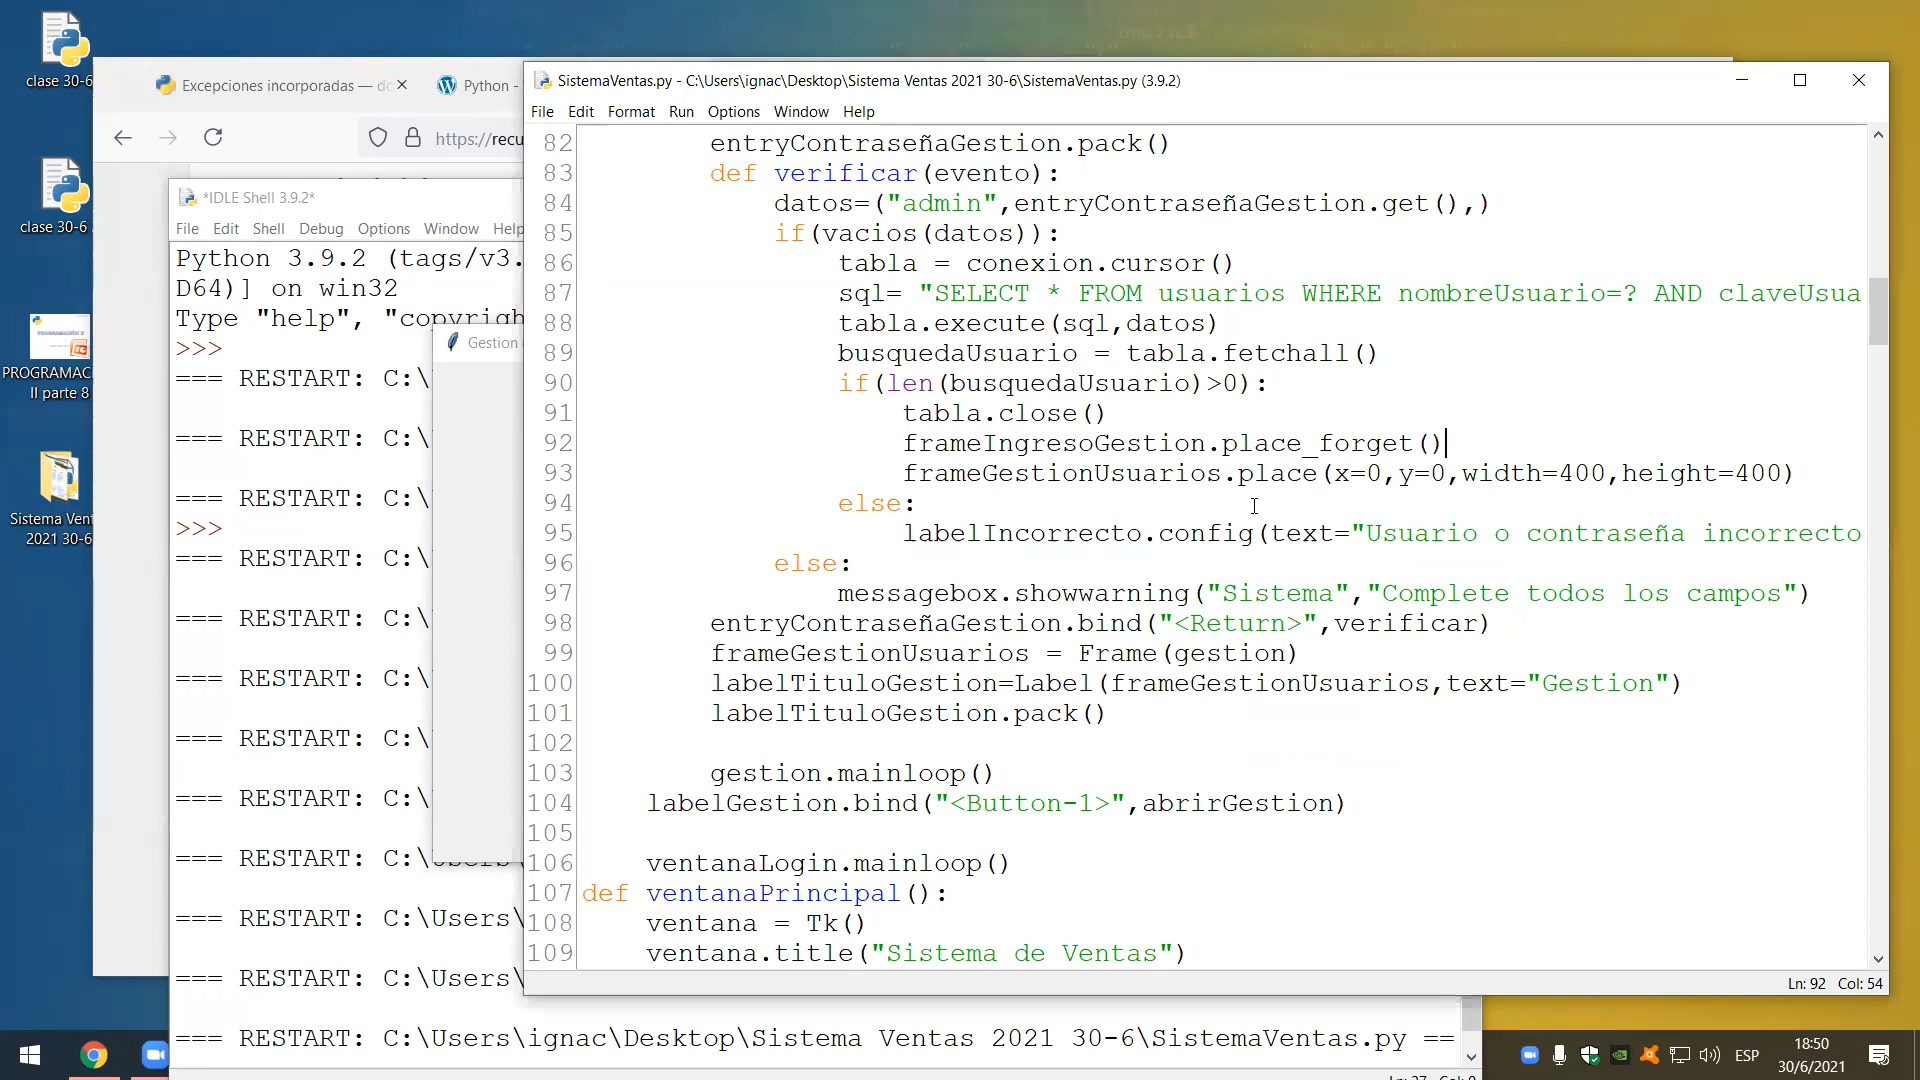 clase 30-6
clase 30-6
PROGRAMAC
II parte 8
Sistema Ven
2021 30-6
Excepciones incorporadas — do
Python -
https://recu
*IDLE Shell 3.9.2*
File Edit Shell Debug Options Window Help
Python 3.9.2 (tags/v3.
D64)] on win32
Type "help", "copyrigh
>>>
=== RESTART: C:\
=== RESTART: C:\
=== RESTART: C:\
>>>
=== RESTART: C:\
=== RESTART: C:\
=== RESTART: C:\
=== RESTART: C:\
=== RESTART: C:\
=== RESTART: C:\Users\
=== RESTART: C:\Users\
=== RESTART: C:\Users\
=== RESTART: C:\Users\ignac\Desktop\Sistema Ventas 2021 30-6\SistemaVentas.py ==
Gestion
SistemaVentas.py - C:\Users\ignac\Desktop\Sistema Ventas 2021 30-6\SistemaVentas.py (3.9.2)
File Edit Format Run Options Window Help
82 entryContraseñaGestion.pack()
83 def verificar(evento):
84 datos=("admin",entryContraseñaGestion.get(),)
85 if(vacios(datos)):
86 tabla = conexion.cursor()
87 sql= "SELECT * FROM usuarios WHERE nombreUsuario=? AND claveUsua
88 tabla.execute(sql,datos)
89 busquedaUsuario = tabla.fetchall()
90 if(len(busquedaUsuario)>0):
91 tabla.close()
92 frameIngresoGestion.place_forget()
93 frameGestionUsuarios.place(x=0,y=0,width=400,height=400)
94 else:
95 labelIncorrecto.config(text="Usuario o contraseña incorrecto
96 else:
97 messagebox.showwarning("Sistema","Complete todos los campos")
98 entryContraseñaGestion.bind("<Return>",verificar)
99 frameGestionUsuarios = Frame(gestion)
100 labelTituloGestion=Label(frameGestionUsuarios,text="Gestion")
101 labelTituloGestion.pack()
102
103 gestion.mainloop()
104 labelGestion.bind("<Button-1>",abrirGestion)
105
106 ventanaLogin.mainloop()
107 def ventanaPrincipal():
108 ventana = Tk()
109 ventana.title("Sistema de Ventas")
Ln: 92 Col: 54
ESP
18:50
30/6/2021